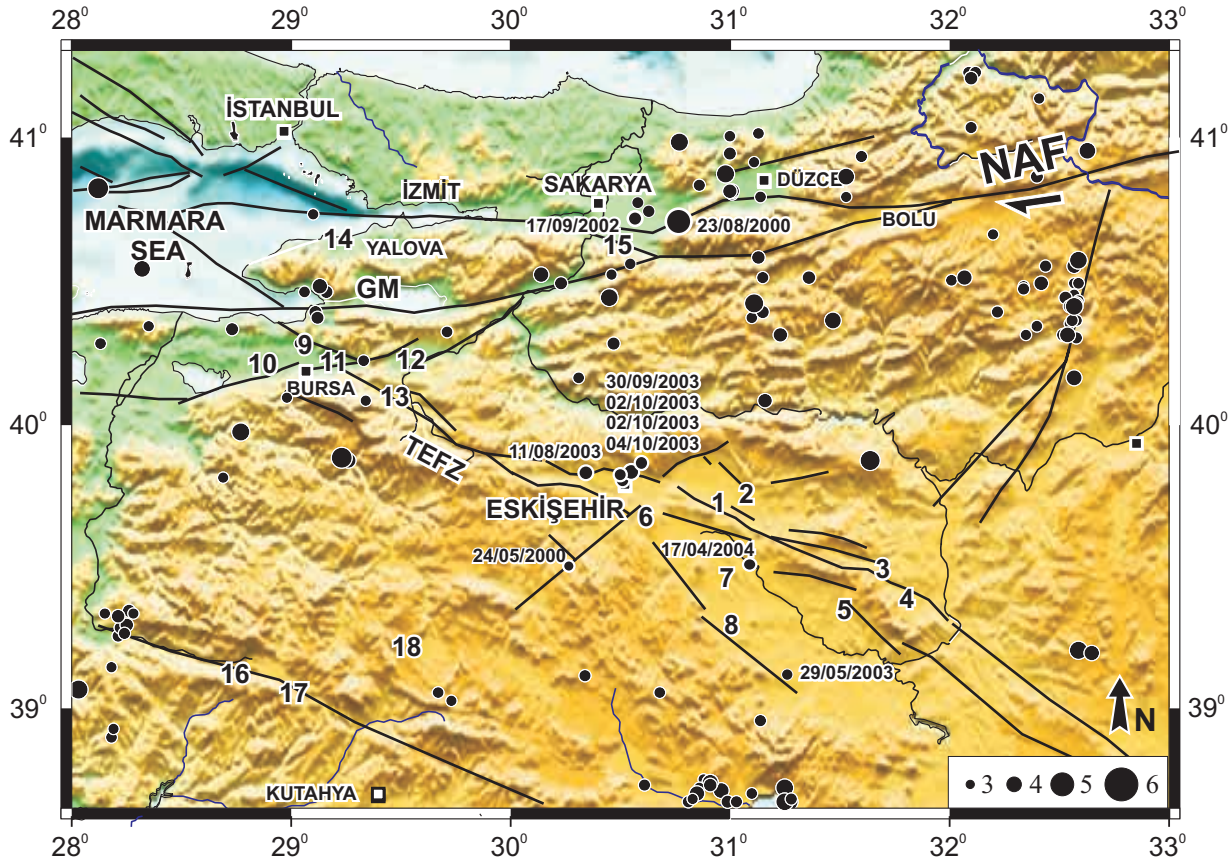 28⁰ 29⁰ 30⁰ 31⁰ 32⁰ 33⁰
41⁰ 41⁰
İSTANBUL
NAF
İZMİT
SAKARYA
DÜZCE
MARMARA
SEA
17/09/2002
23/08/2000
BOLU
14
YALOVA
15
GM
9
10
11
12
BURSA
13
30/09/2003
02/10/2003
02/10/2003
04/10/2003
40⁰ 40⁰
TEFZ
11/08/2003
ESKİŞEHİR
6
1
2
24/05/2000
17/04/2004
7
3
4
5
8
18
16
17
29/05/2003
39⁰ 39⁰
N
KUTAHYA
3 4 5 6
28⁰ 29⁰ 30⁰ 31⁰ 32⁰ 33⁰